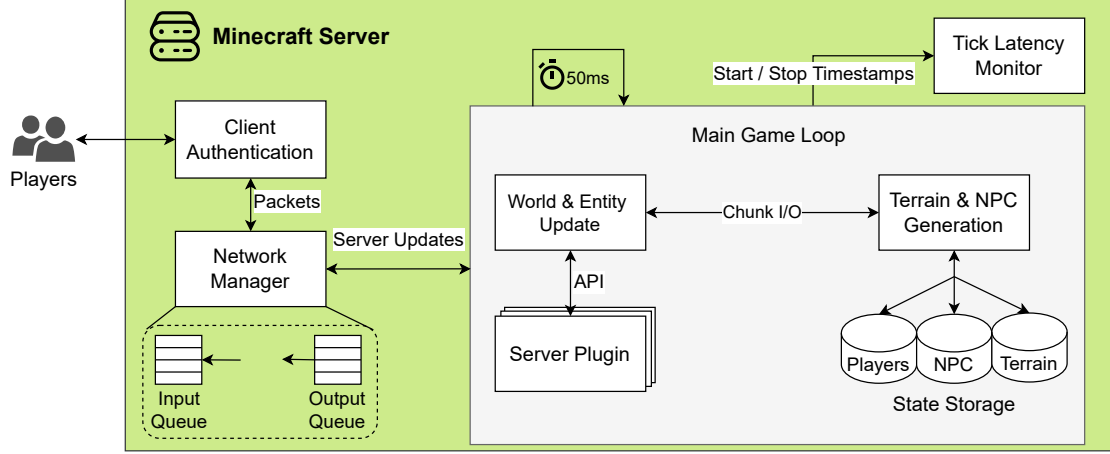 Minecraft Server
Tick Latency
Monitor
50ms
Start / Stop Timestamps
Players
Client
Authentication
Main Game Loop
Packets
World & Entity
Update
Chunk I/O
Terrain & NPC
Generation
Server Updates
Network
Manager
API
Server Plugin
Players
NPC
Terrain
State Storage
Input
Queue
Output
Queue